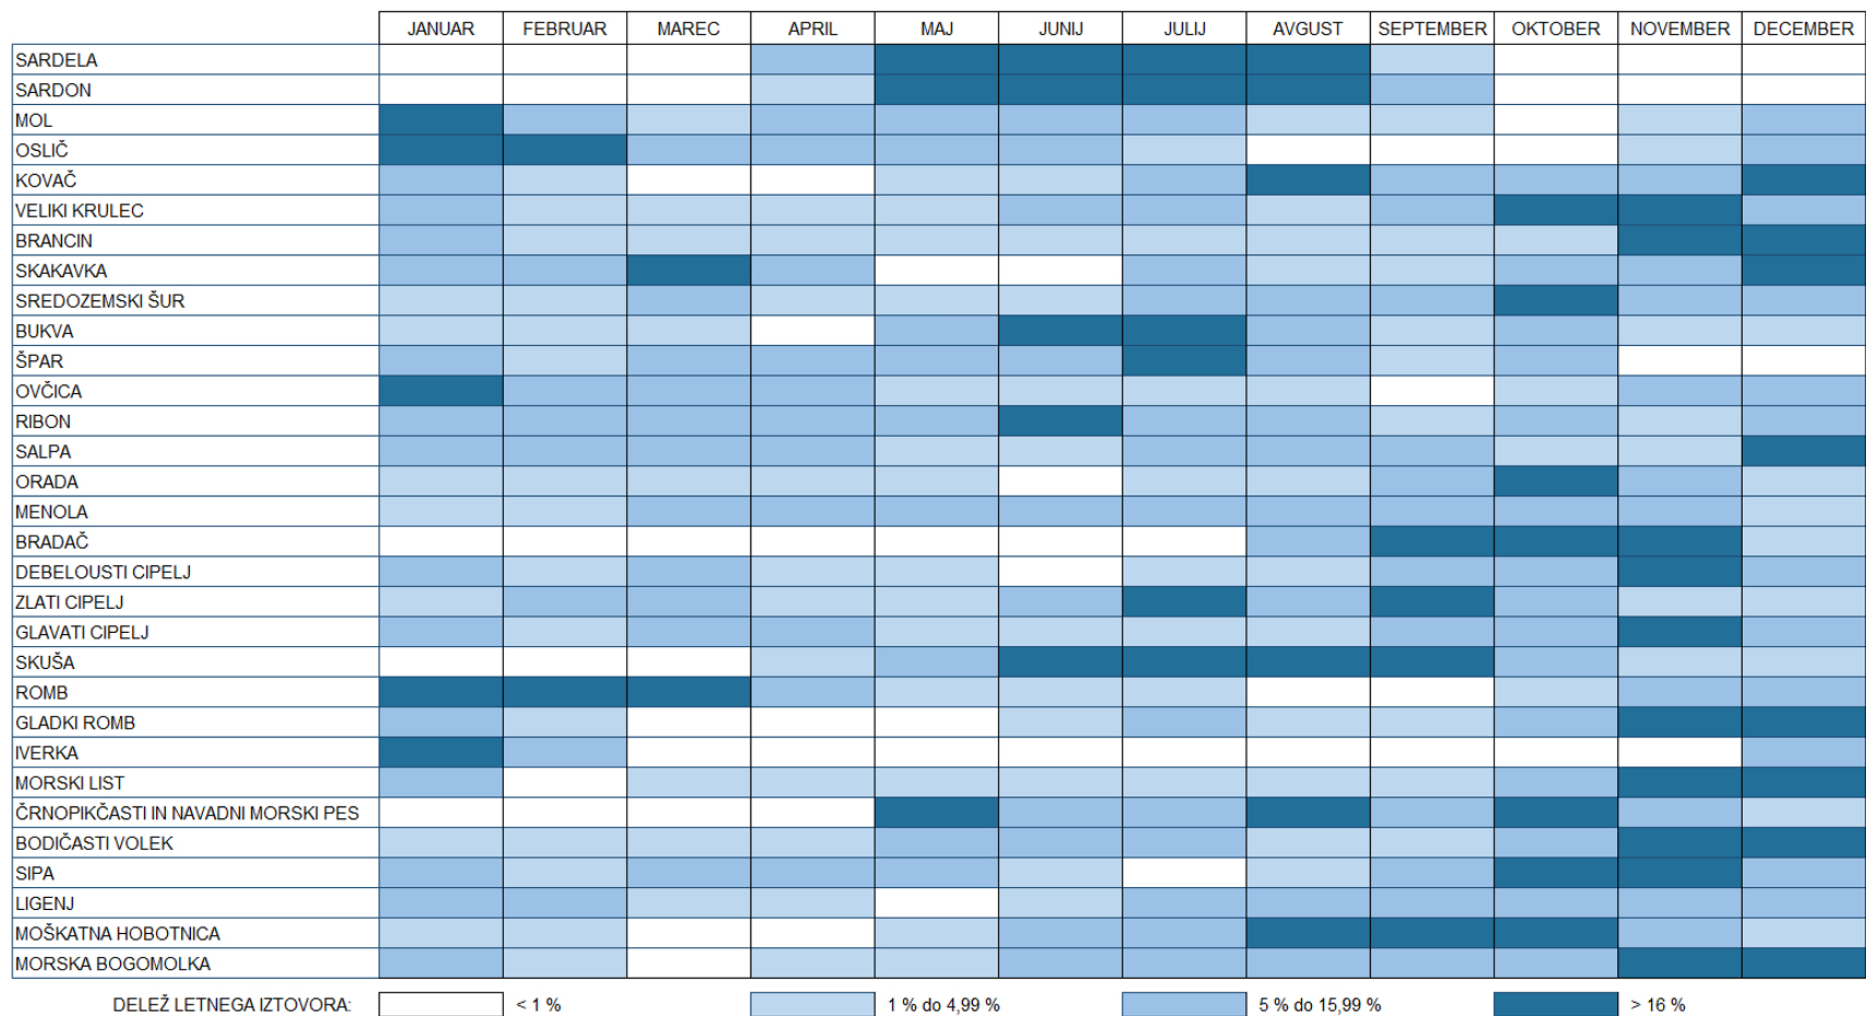 JANUAR FEBRUAR MAREC APRIL MAJ JUNIJ JULIJ AVGUST SEPTEMBER OKTOBER NOVEMBER DECEMBER
SARDELA
SARDON
MOL
OSLIČ
KOVAČ
VELIKI KRULEC
BRANCIN
SKAKAVKA
SREDOZEMSKI ŠUR
BUKVA
ŠPAR
OVČICA
RIBON
SALPA
ORADA
MENOLA
BRADAČ
DEBELOUSTI CIPELJ
ZLATI CIPELJ
GLAVATI CIPELJ
SKUŠA
ROMB
GLADKI ROMB
IVERKA
MORSKI LIST
ČRNOPIKČASTI IN NAVADNI MORSKI PES
BODIČASTI VOLEK
SIPA
LIGENJ
MOŠKATNA HOBOTNICA
MORSKA BOGOMOLKA
DELEŽ LETNEGA IZTOVORA: < 1 % 1 % do 4,99 % 5 % do 15,99 % > 16 %